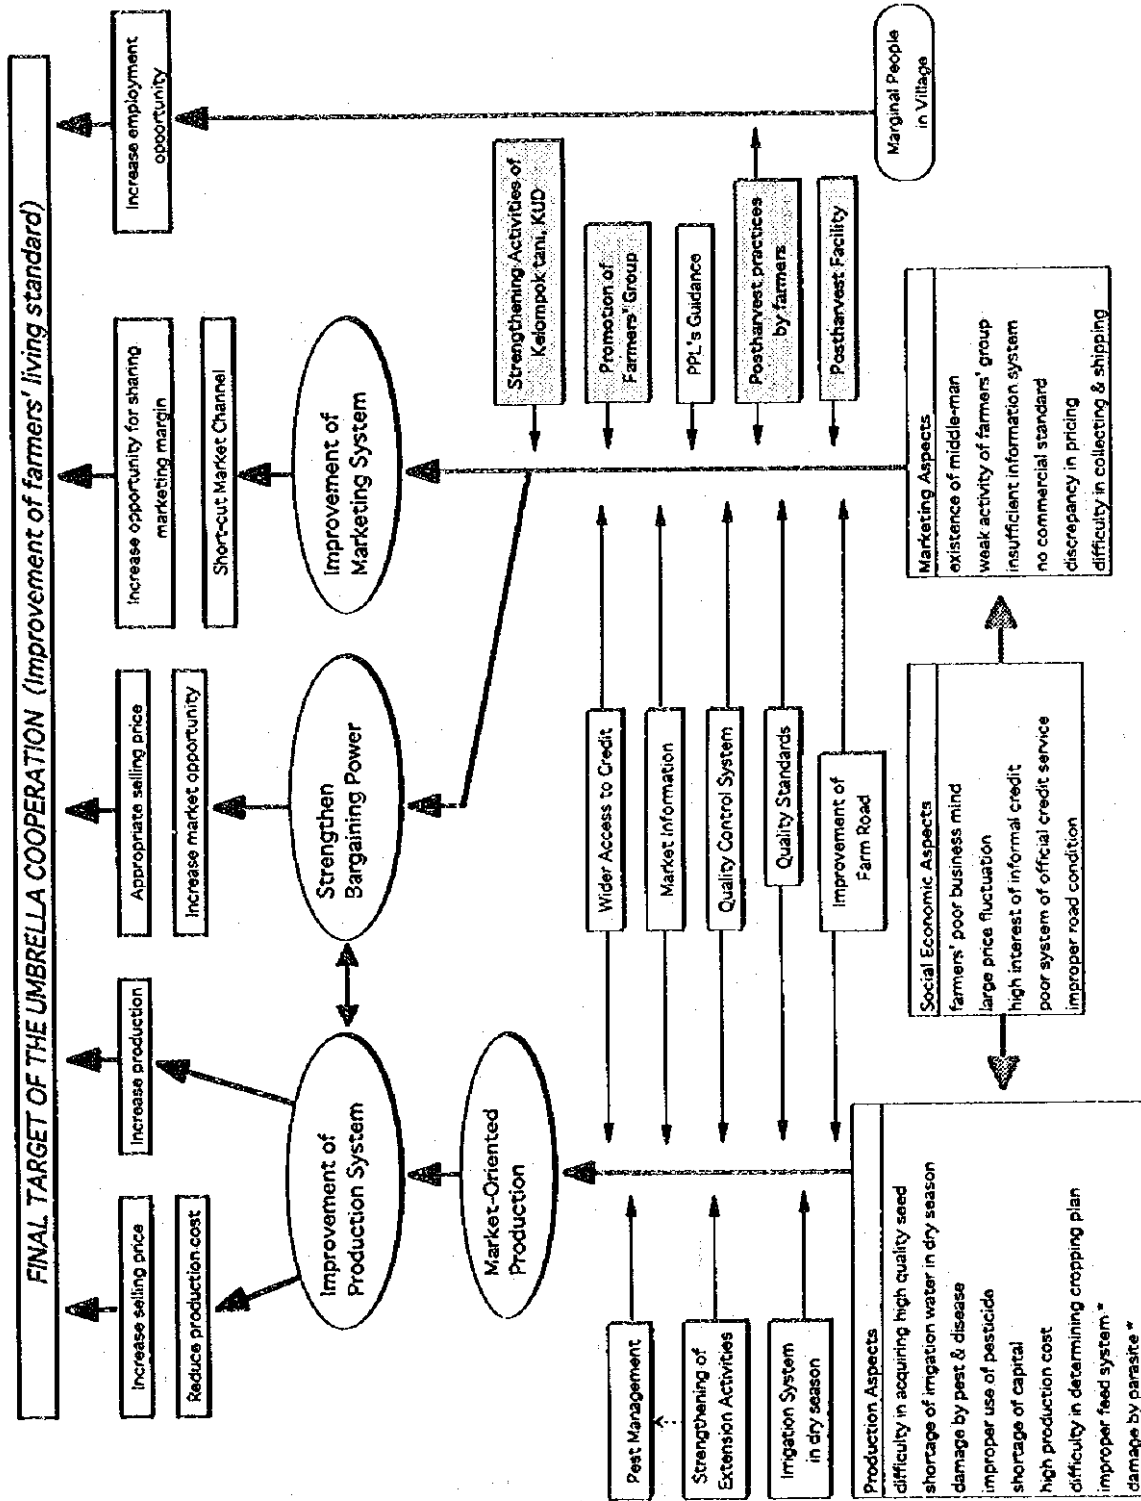 FINAL TARGET OF THE UMBRELLA COOPERATION (Improvement of farmers' living standard)
Increase selling price
Reduce production cost
Increase production
Appropriate selling price
Increase market opportunity
Increase opportunity for sharing
marketing margin
Short-cut Market Channel
Increase employment
opportunity
Improvement of
Production System
Strengthen
Bargaining Power
Improvement of
Marketing System
Market-Oriented
Production
Pest Management
Strengthening of
Extension Activities
Irrigation System
in dry season
Wider Access to Credit
Market Information
Quality Control System
Quality Standards
Improvement of
Farm Road
Strengthening Activities of
Kelompok tani, KUD
Promotion of
Farmers' Group
PPL's Guidance
Postharvest practices
by farmers
Postharvest Facility
Marginal People
in Village
Production Aspects
difficulty in acquiring high quality seed
shortage of irrigation water in dry season
damage by pest & disease
improper use of pesticide
shortage of capital
high production cost
difficulty in determining cropping plan
improper feed system *
damage by parasite *
Social Economic Aspects
farmers' poor business mind
large price fluctuation
high interest of informal credit
poor system of official credit service
improper road condition
Marketing Aspects
existence of middle-man
weak activity of farmers' group
insufficient information system
no commercial standard
discrepancy in pricing
difficulty in collecting & shipping